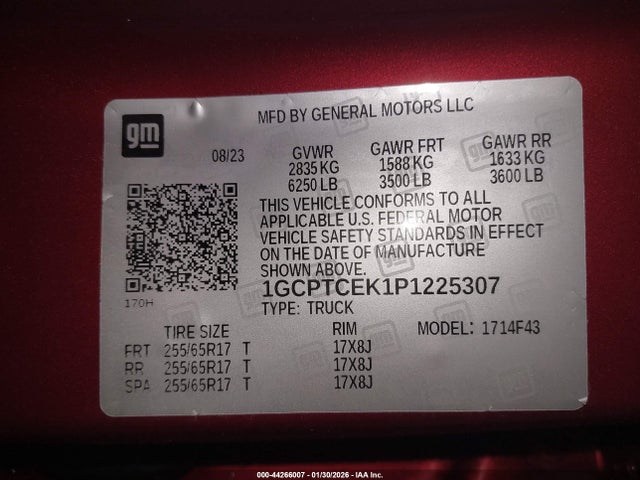 gm
MFD BY GENERAL MOTORS LLC
08/23
GVWR GAWR FRT GAWR RR
2835 KG 1588 KG 1633 KG
6250 LB 3500 LB 3600 LB
THIS VEHICLE CONFORMS TO ALL
APPLICABLE U.S. FEDERAL MOTOR
VEHICLE SAFETY STANDARDS IN EFFECT
ON THE DATE OF MANUFACTURE
SHOWN ABOVE.
1GCPTCEK1P1225307
170H
TYPE: TRUCK
TIRE SIZE RIM MODEL: 1714F43
FRT 255/65R17 T 17X8J
RR 255/65R17 T 17X8J
SPA 255/65R17 T 17X8J
000-44266007 - 01/30/2026 - IAA Inc.